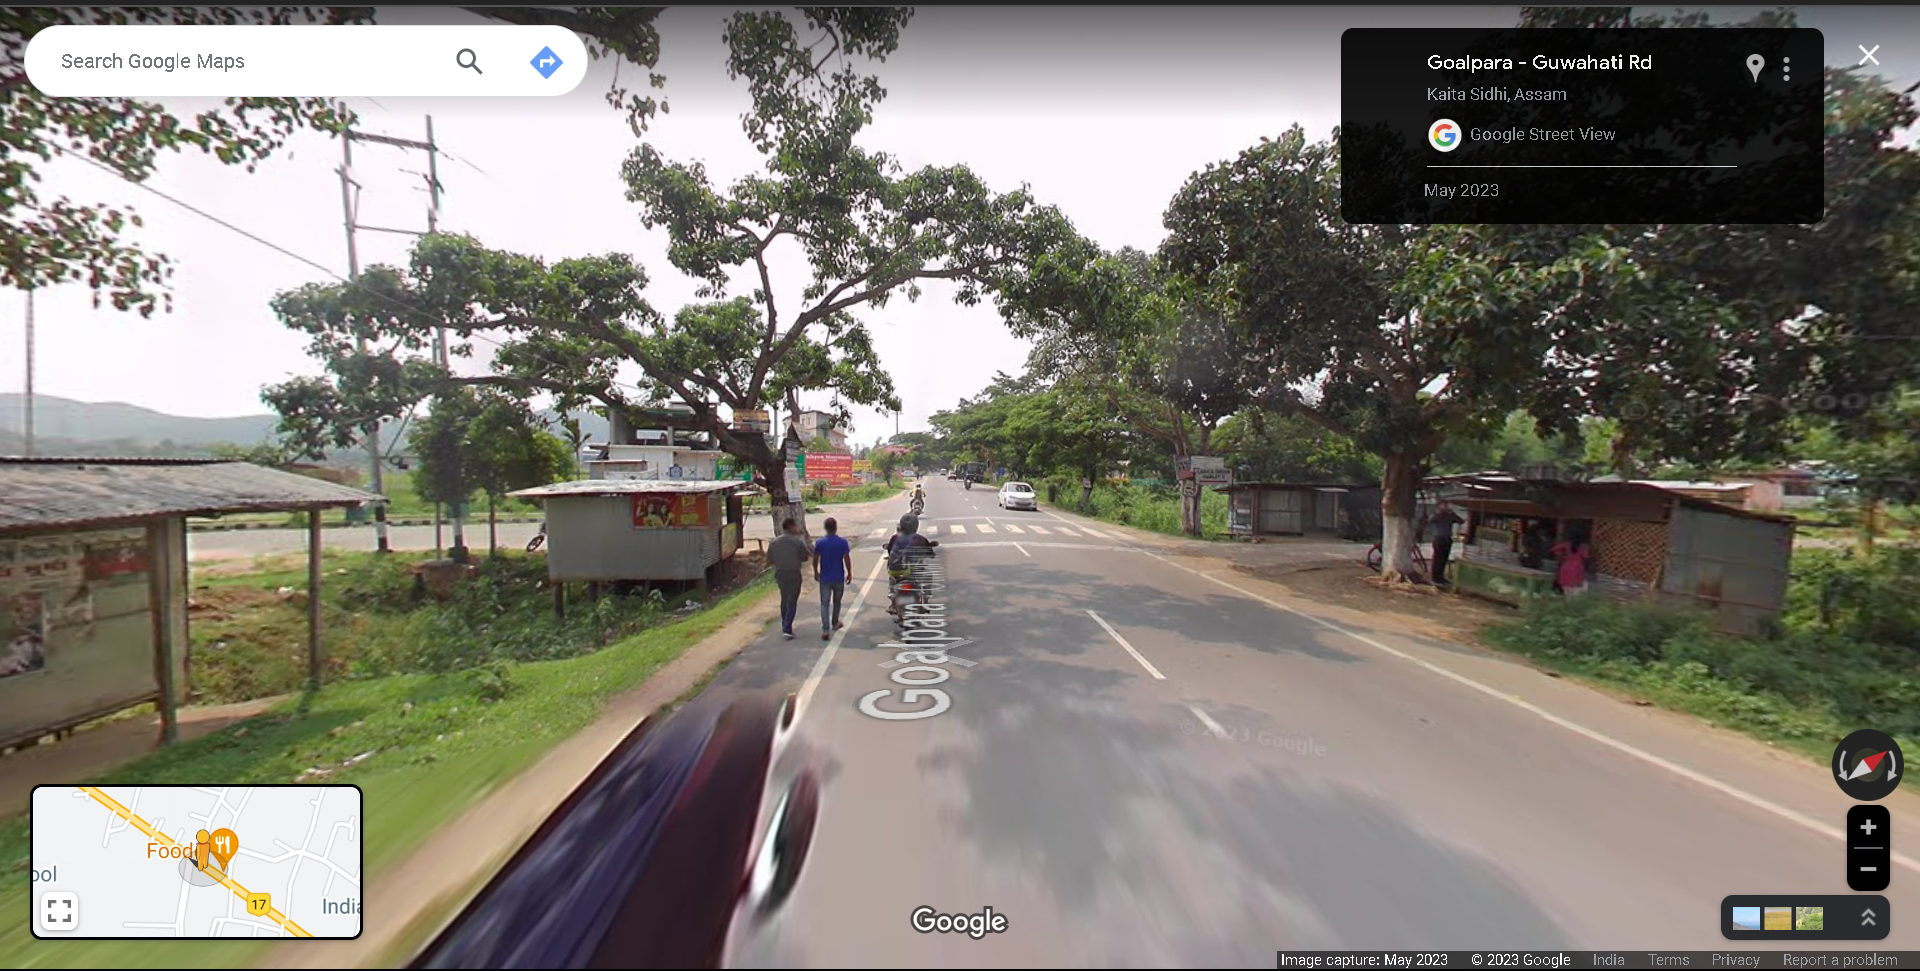 Search Google Maps
Goalpara - Guwahati Rd
Kaita Sidhi, Assam
Google Street View
May 2023
Goalpara
© 2023 Google
Food
ool
India
17
Google
Image capture: May 2023 © 2023 Google India Terms Privacy Report a problem